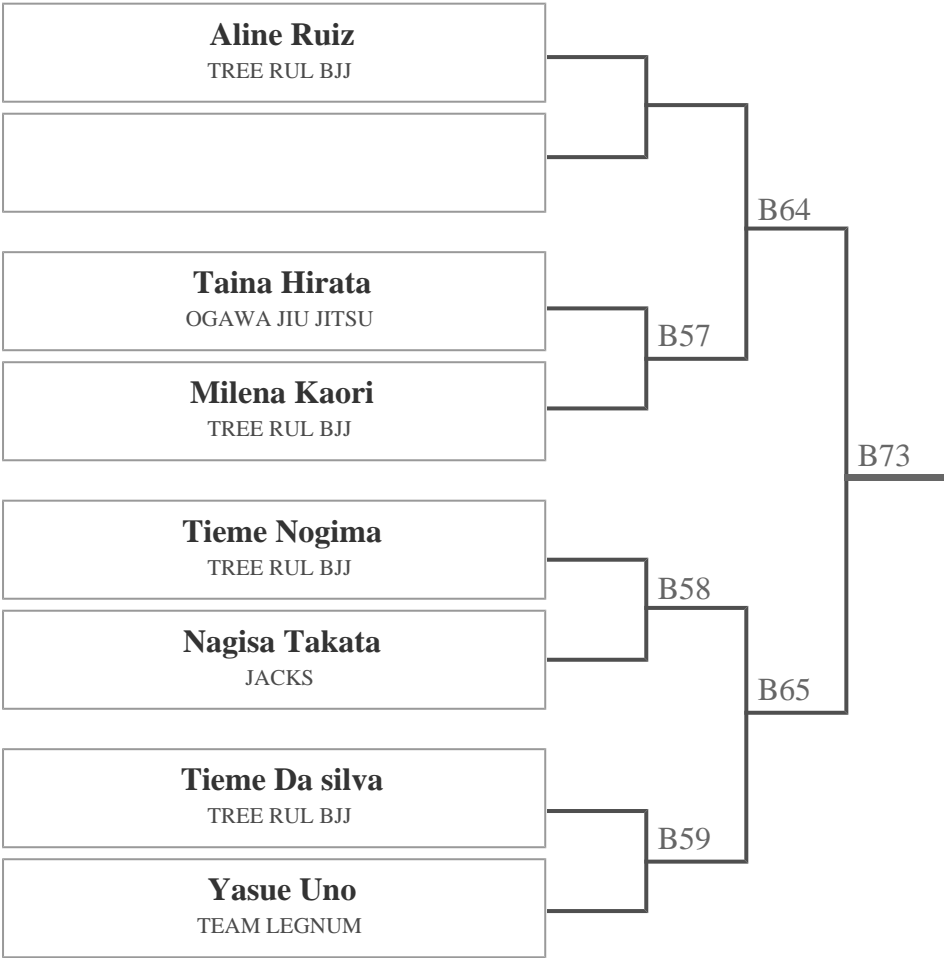 Aline Ruiz
TREE RUL BJJ
B64
Taina Hirata
OGAWA JIU JITSU
B57
Milena Kaori
TREE RUL BJJ
B73
Tieme Nogima
TREE RUL BJJ
B58
Nagisa Takata
JACKS
B65
Tieme Da silva
TREE RUL BJJ
B59
Yasue Uno
TEAM LEGNUM